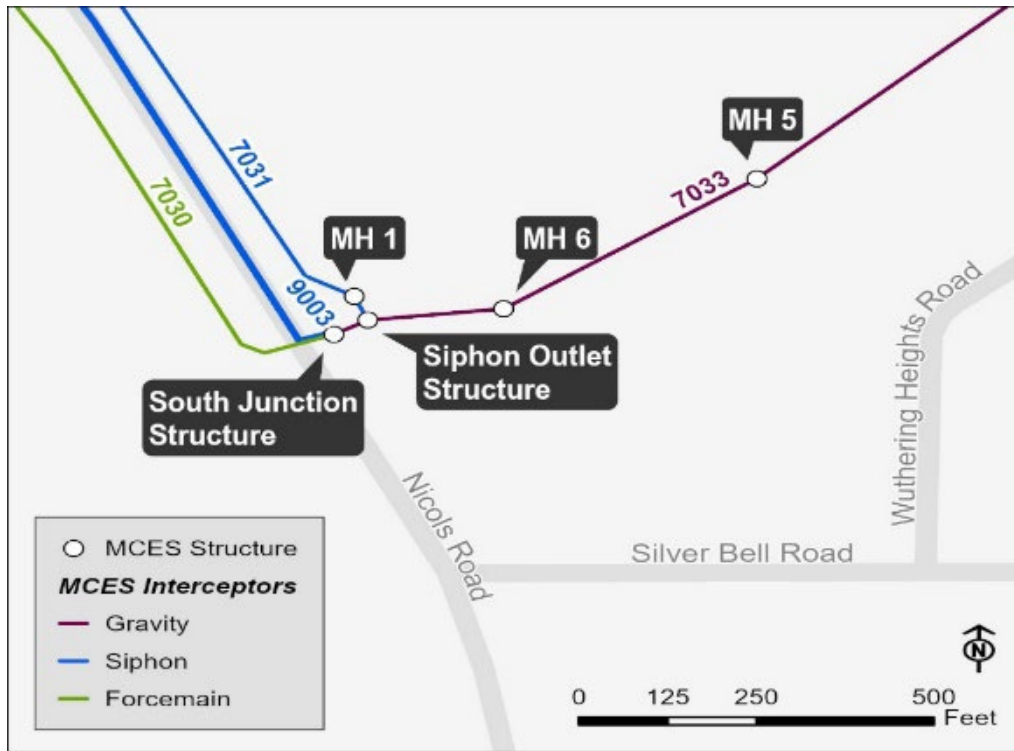 MH 5
7031
7033
7030
MH 1
MH 6
9003
Siphon Outlet
Structure
South Junction
Structure
Wuthering Heights Road
Nicols Road
Silver Bell Road
MCES Structure
MCES Interceptors
Gravity
Siphon
Forcemain
N
0 125 250 500
Feet